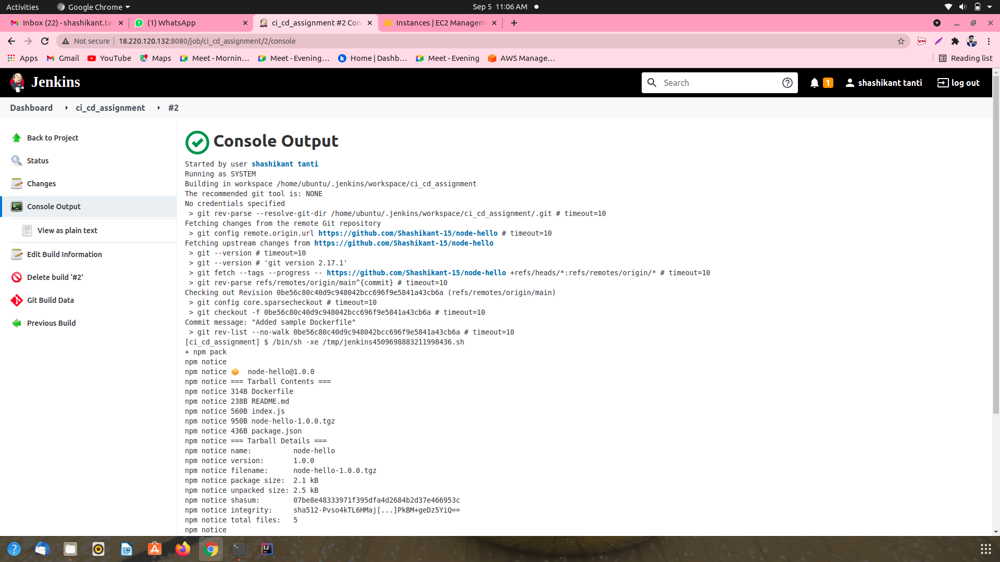 Activities
Google Chrome
Sep 5 11:06 AM
Inbox (22) - shashikant.ta
(1) WhatsApp
ci_cd_assignment #2 Con
Instances | EC2 Managem
Not secure
18.220.120.132:8080/job/ci_cd_assignment/2/console
Apps
Gmail
YouTube
Maps
Meet - Mornin…
Meet - Evening…
Home | Dashb…
Meet - Evening
AWS Manage…
Reading list
Jenkins
Search
1
shashikant tanti
log out
Dashboard
ci_cd_assignment
#2
Back to Project
Status
Changes
Console Output
View as plain text
Edit Build Information
Delete build ‘#2’
Git Build Data
Previous Build
Console Output
Started by user shashikant tanti
Running as SYSTEM
Building in workspace /home/ubuntu/.jenkins/workspace/ci_cd_assignment
The recommended git tool is: NONE
No credentials specified
> git rev-parse --resolve-git-dir /home/ubuntu/.jenkins/workspace/ci_cd_assignment/.git # timeout=10
Fetching changes from the remote Git repository
> git config remote.origin.url https://github.com/Shashikant-15/node-hello # timeout=10
Fetching upstream changes from https://github.com/Shashikant-15/node-hello
> git --version # timeout=10
> git --version # 'git version 2.17.1'
> git fetch --tags --progress -- https://github.com/Shashikant-15/node-hello +refs/heads/*:refs/remotes/origin/* # timeout=10
> git rev-parse refs/remotes/origin/main^{commit} # timeout=10
Checking out Revision 0be56c80c40d9c948042bcc696f9e5841a43cb6a (refs/remotes/origin/main)
> git config core.sparsecheckout # timeout=10
> git checkout -f 0be56c80c40d9c948042bcc696f9e5841a43cb6a # timeout=10
Commit message: "Added sample Dockerfile"
> git rev-list --no-walk 0be56c80c40d9c948042bcc696f9e5841a43cb6a # timeout=10
[ci_cd_assignment] $ /bin/sh -xe /tmp/jenkins4509698883211998436.sh
+ npm pack
npm notice
npm notice 📦 node-hello@1.0.0
npm notice === Tarball Contents ===
npm notice 314B Dockerfile
npm notice 238B README.md
npm notice 560B index.js
npm notice 950B node-hello-1.0.0.tgz
npm notice 436B package.json
npm notice === Tarball Details ===
npm notice name: node-hello
npm notice version: 1.0.0
npm notice filename: node-hello-1.0.0.tgz
npm notice package size: 2.1 kB
npm notice unpacked size: 2.5 kB
npm notice shasum: 07be8e48333971f395dfa4d2684b2d37e466953c
npm notice integrity: sha512-Pvso4kTL6HMaj[...]PkBM+geDz5YiQ==
npm notice total files: 5
npm notice